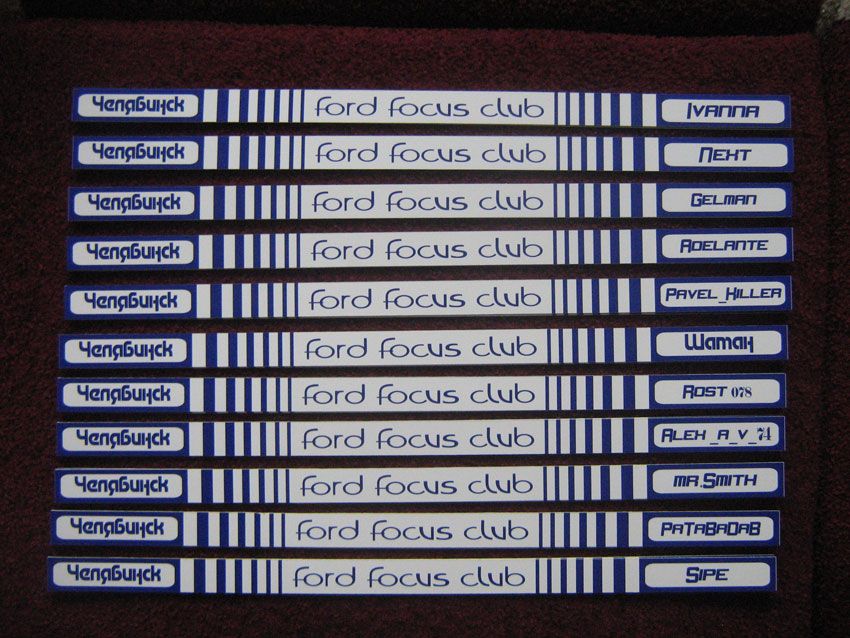 Челябинск ford focus club Ivanna
Челябинск ford focus club Лект
Челябинск ford focus club Gelman
Челябинск ford focus club Adelante
Челябинск ford focus club Pavel_Killer
Челябинск ford focus club Шаман
Челябинск ford focus club Rost 078
Челябинск ford focus club Alex_a_v_74
Челябинск ford focus club mr.Smith
Челябинск ford focus club PaTaBaDaB
Челябинск ford focus club Sipe